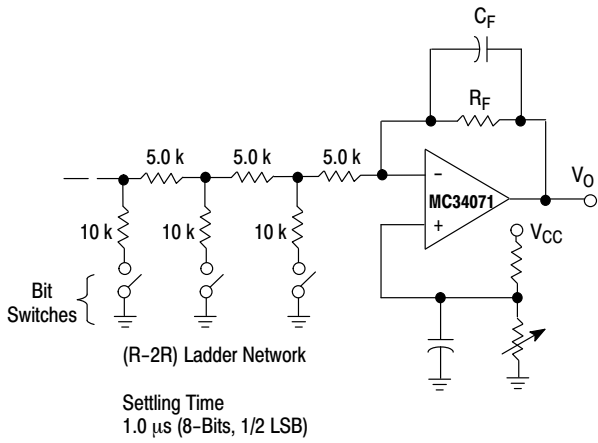 C_F
R_F
5.0 k
5.0 k
5.0 k
10 k
10 k
10 k
Bit
Switches
−
+
MC34071
V_O
V_CC
(R-2R) Ladder Network
Settling Time
1.0 µs (8-Bits, 1/2 LSB)